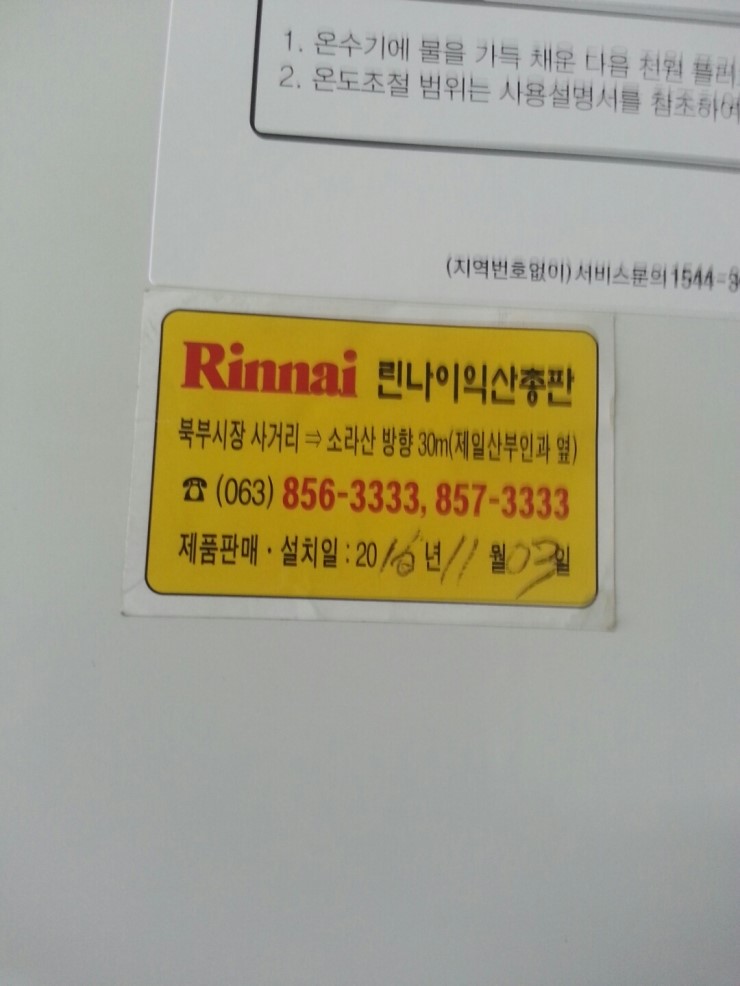 1. 온수기에 물을 가득 채운 다음 전원 플러
2. 온도조절 범위는 사용설명서를 참조하여
(지역번호없이) 서비스문의 1544-3
Rinnai 린나이익산총판
북부시장 사거리 ⇒ 소라산 방향 30m(제일산부인과 옆)
☎ (063) 856-3333, 857-3333
제품판매 · 설치일 : 2016년 11월 03일